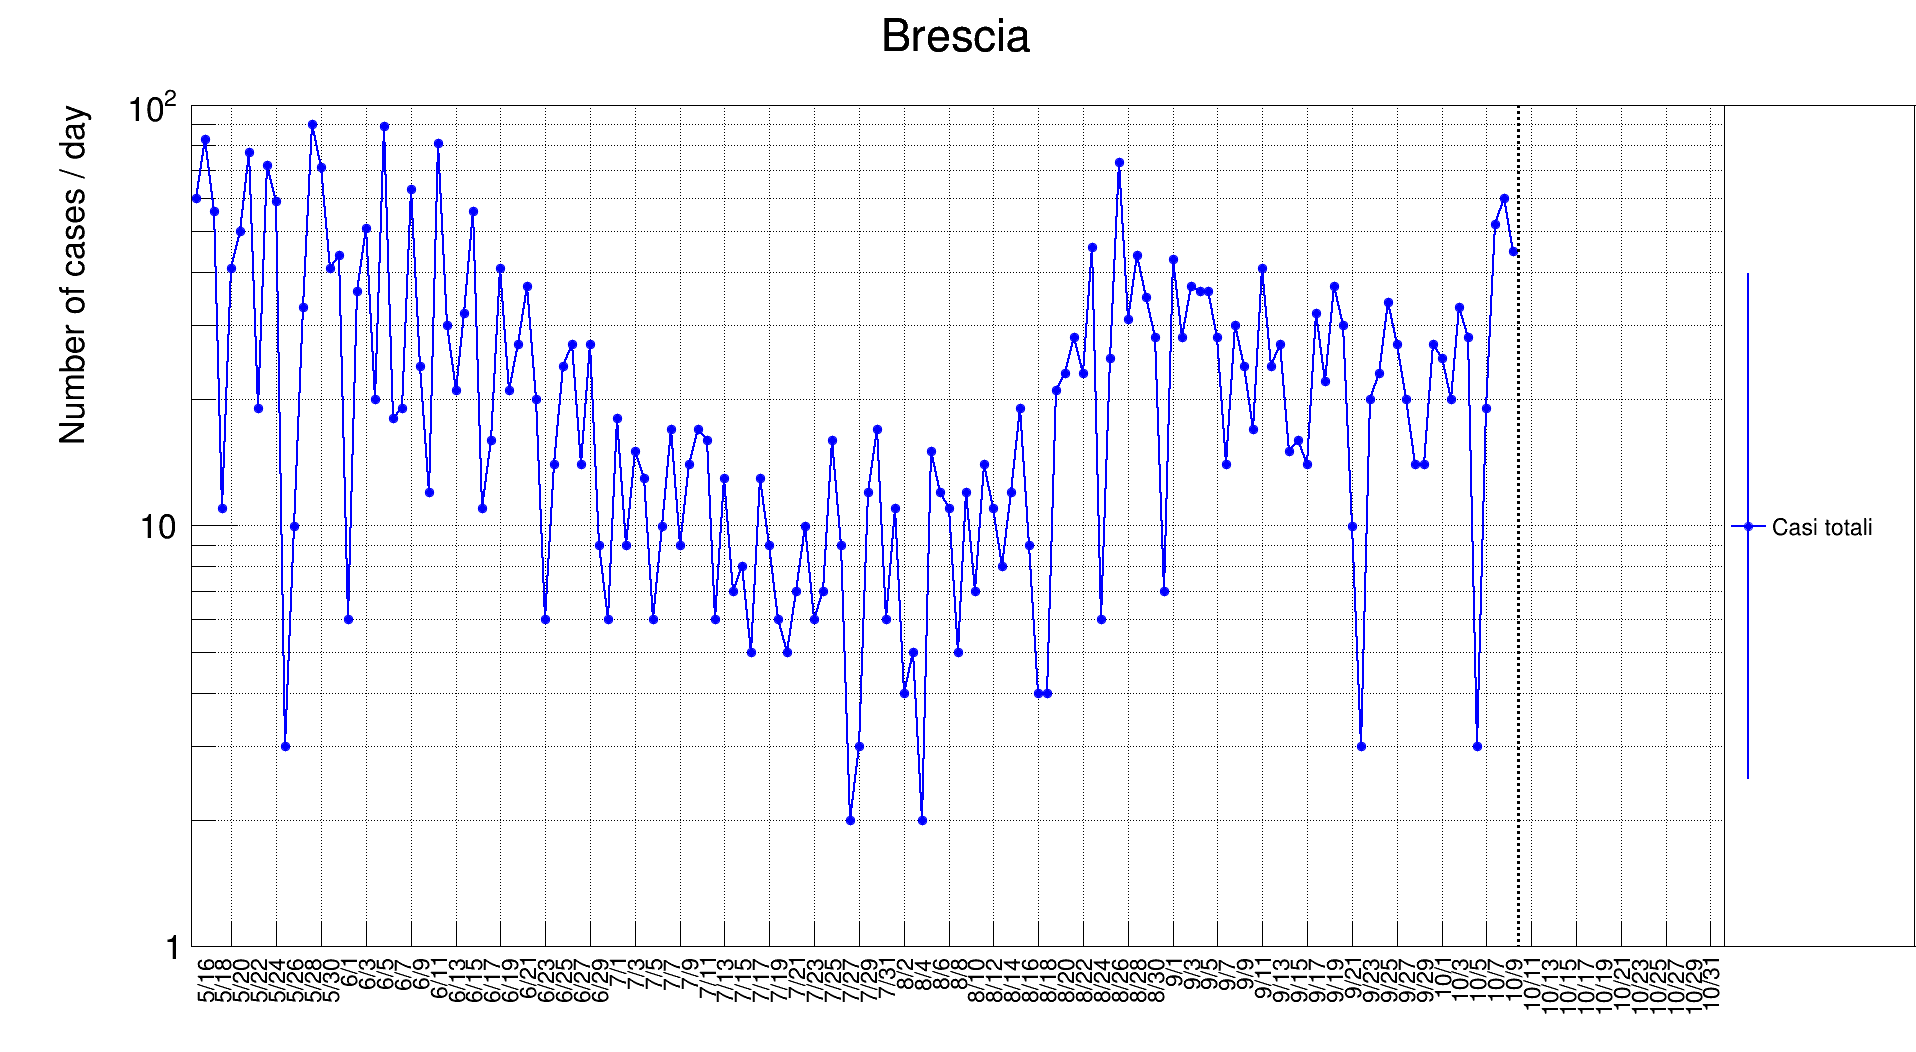 Brescia
Number of cases / day
10²
10
1
Casi totali
5/16 5/18 5/20 5/22 5/24 5/26 5/28 5/30 6/1 6/3 6/5 6/7 6/9 6/11 6/13 6/15 6/17 6/19 6/21 6/23 6/25 6/27 6/29 7/1 7/3 7/5 7/7 7/9 7/11 7/13 7/15 7/17 7/19 7/21 7/23 7/25 7/27 7/29 7/31 8/2 8/4 8/6 8/8 8/10 8/12 8/14 8/16 8/18 8/20 8/22 8/24 8/26 8/28 8/30 9/1 9/3 9/5 9/7 9/9 9/11 9/13 9/15 9/17 9/19 9/21 9/23 9/25 9/27 9/29 10/1 10/3 10/5 10/7 10/9 10/11 10/13 10/15 10/17 10/19 10/21 10/23 10/25 10/27 10/29 10/31